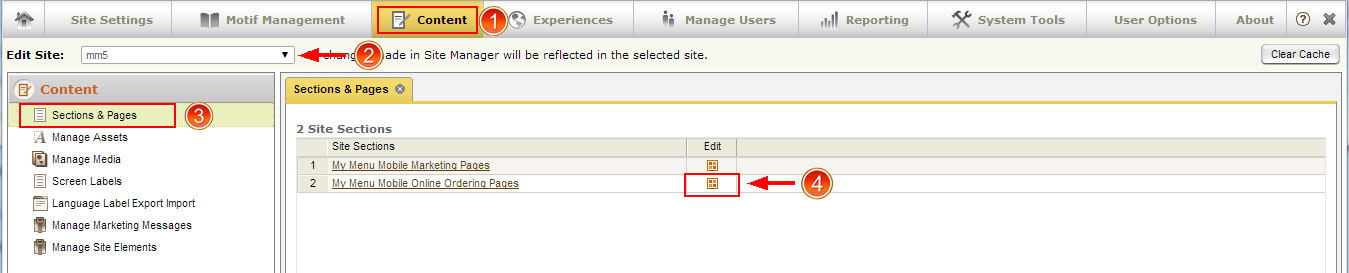 Site Settings Motif Management Content 1 Experiences Manage Users Reporting System Tools User Options About ? 
Edit Site: mm5 2 chang ade in Site Manager will be reflected in the selected site. Clear Cache
Content
Sections & Pages 3
Manage Assets
Manage Media
Screen Labels
Language Label Export Import
Manage Marketing Messages
Manage Site Elements
Sections & Pages
2 Site Sections
Site Sections Edit
1 My Menu Mobile Marketing Pages
2 My Menu Mobile Online Ordering Pages 4